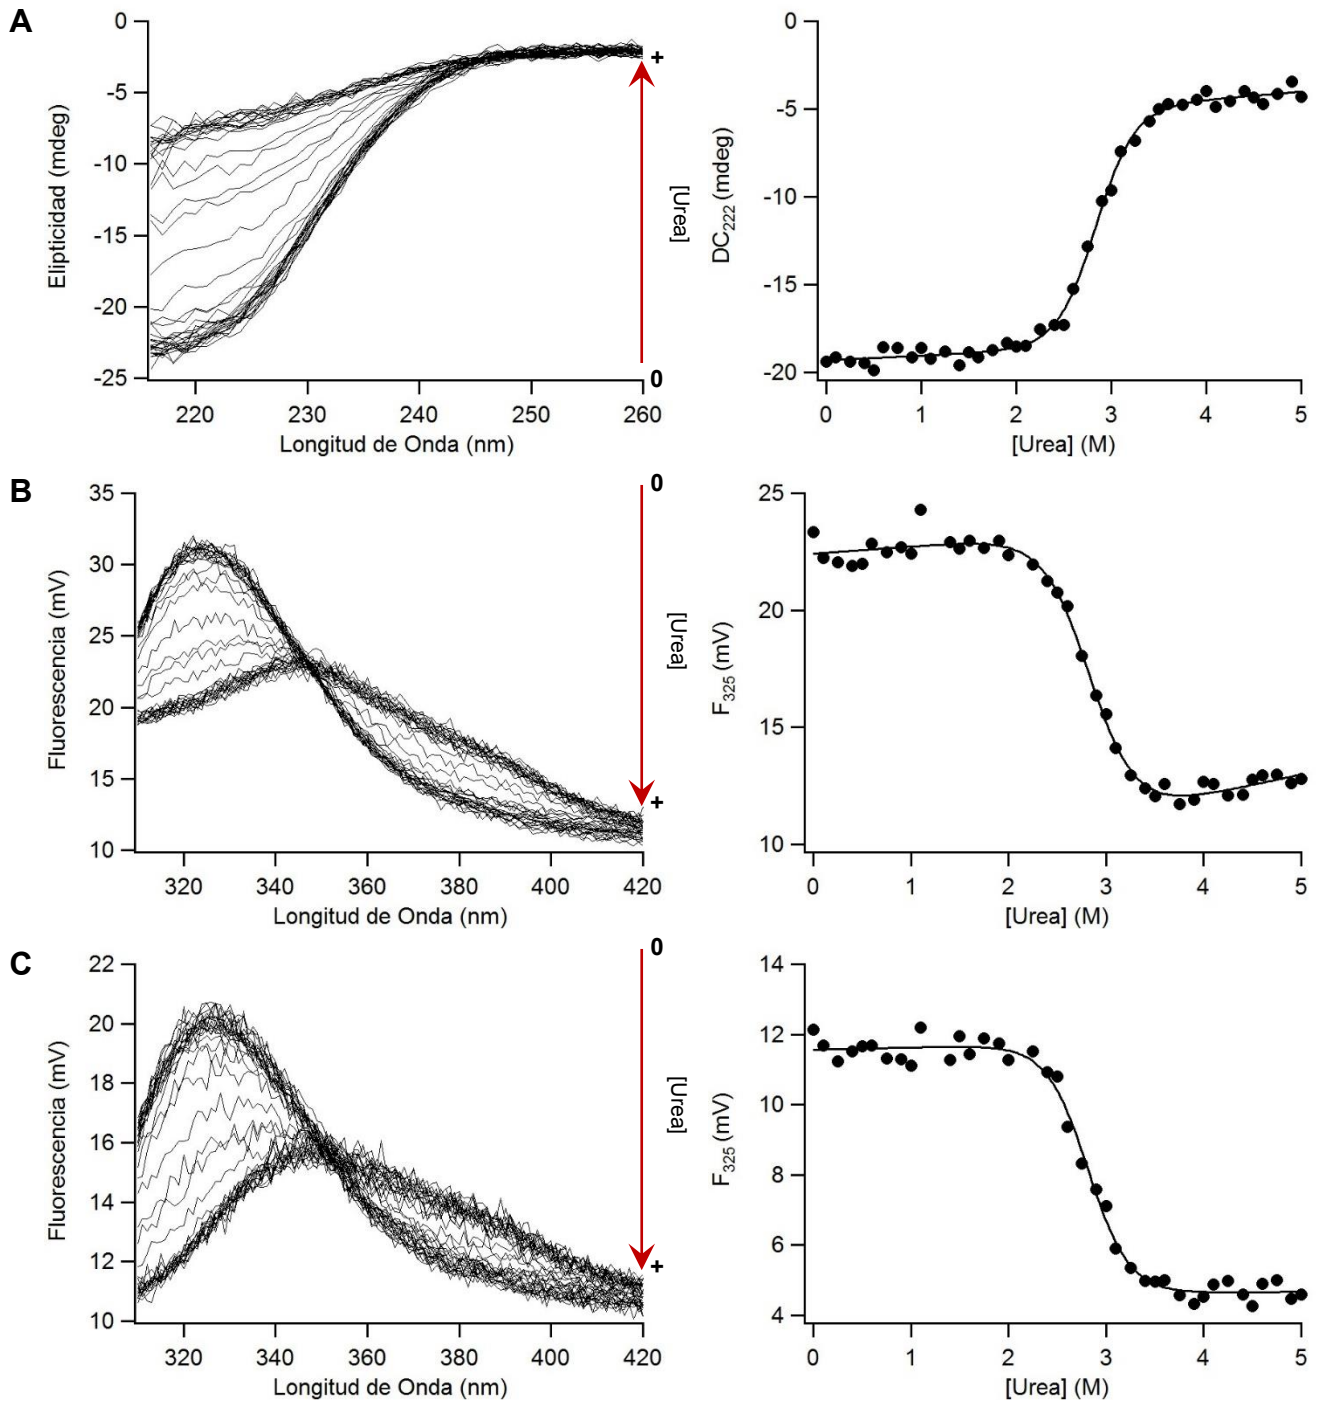 A
Elipticidad (mdeg)
0
-5
-10
-15
-20
-25
220 230 240 250 260
Longitud de Onda (nm)
+
[Urea]
0
DC222 (mdeg)
0
-5
-10
-15
-20
0 1 2 3 4 5
[Urea] (M)
B
Fluorescencia (mV)
35
30
25
20
15
10
320 340 360 380 400 420
Longitud de Onda (nm)
0
[Urea]
+
F325 (mV)
25
20
15
10
0 1 2 3 4 5
[Urea] (M)
C
Fluorescencia (mV)
22
20
18
16
14
12
10
320 340 360 380 400 420
Longitud de Onda (nm)
0
[Urea]
+
F325 (mV)
14
12
10
8
6
4
0 1 2 3 4 5
[Urea] (M)